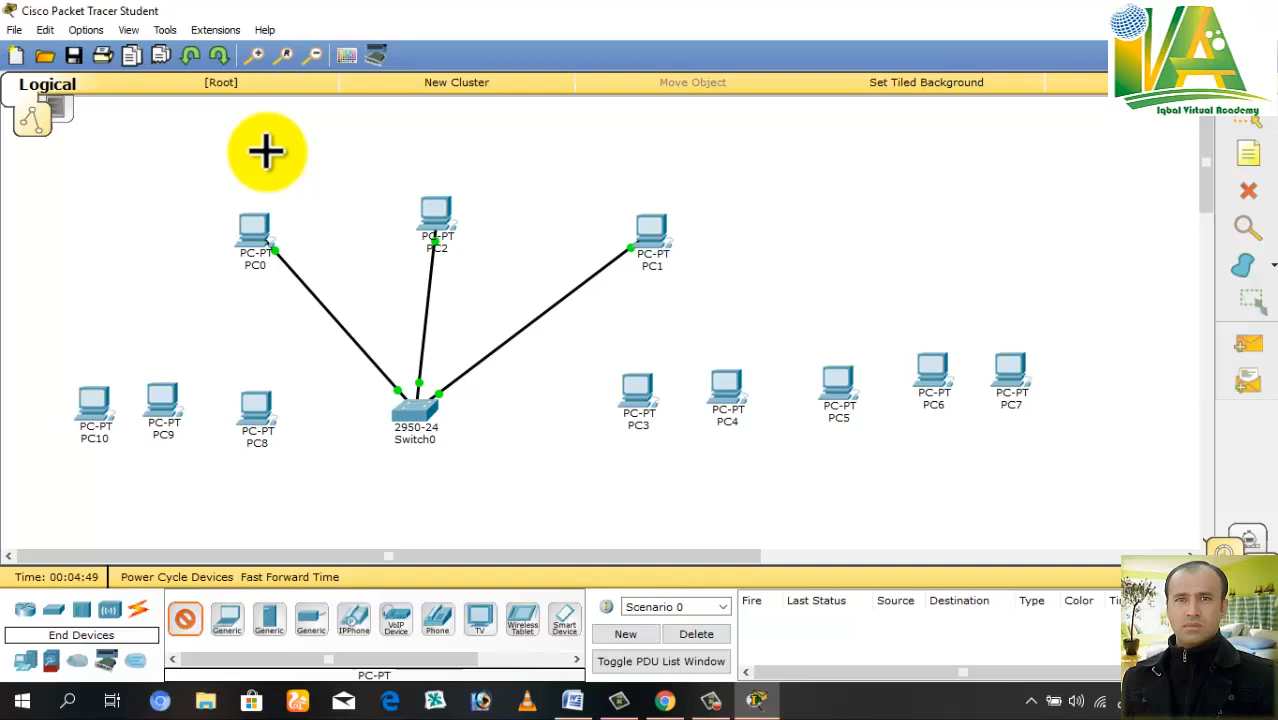 Cisco Packet Tracer Student
File Edit Options View Tools Extensions Help
IVA
Iqbal Virtual Academy
Logical [Root] New Cluster Move Object Set Tiled Background
PC-PT
PC0
PC-PT
PC2
PC-PT
PC1
PC-PT
PC10
PC-PT
PC9
PC-PT
PC8
2950-24
Switch0
PC-PT
PC3
PC-PT
PC4
PC-PT
PC5
PC-PT
PC6
PC-PT
PC7
Time: 00:04:49 Power Cycle Devices Fast Forward Time
End Devices
Generic Generic Generic IPPhone VoIP Device Phone TV Wireless Tablet Smart Device
PC-PT
Scenario 0
New Delete
Toggle PDU List Window
Fire Last Status Source Destination Type Color